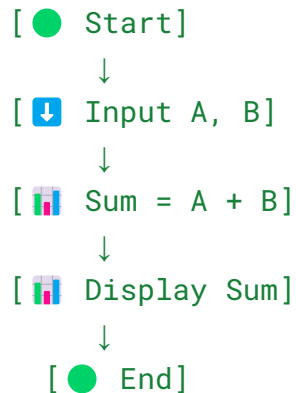 [🟢 Start]
↓
[⬇️ Input A, B]
↓
[📊 Sum = A + B]
↓
[📊 Display Sum]
↓
[🟢 End]